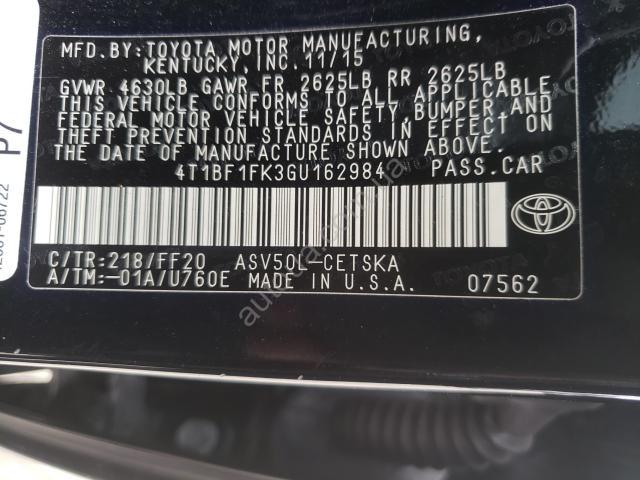 MFD. BY: TOYOTA MOTOR MANUFACTURING,
KENTUCKY, INC. 11/15
GVWR 4630LB GAWR FR 2625LB RR 2625LB
THIS VEHICLE CONFORMS TO ALL APPLICABLE
FEDERAL MOTOR VEHICLE SAFETY, BUMPER, AND
THEFT PREVENTION STANDARDS IN EFFECT ON
THE DATE OF MANUFACTURE SHOWN ABOVE.
4T1BF1FK3GU162984 PASS. CAR
C/TR: 218/FF20 ASV50L-CETSKA
A/TM: -01A/U760E MADE IN U.S.A. 07562
P7